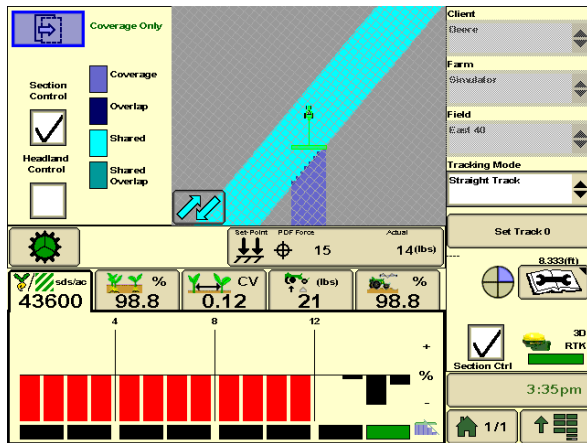 Coverage Only
Section
Control
Headland
Control
Coverage
Overlap
Shared
Shared
Overlap
Client
Deere
Farm
Simulator
Field
East 40
Tracking Mode
Straight Track
Set Track 0
Set-Point PDF Force Actual
15 14(lbs)
8.333(ft)
sds/ac
43600
%
98.8
CV
0.12
(lbs)
21
%
98.8
4 8 12
+
%
-
Section Ctrl
3D
RTK
3:35pm
1/1